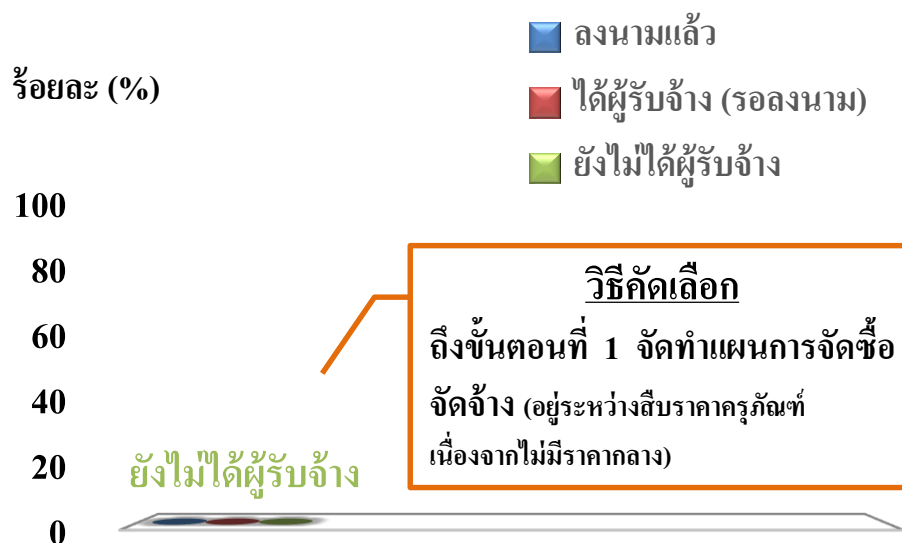 ลงนามแล้ว
ร้อยละ (%)
ได้ผู้รับจ้าง (รอลงนาม)
ยังไม่ได้ผู้รับจ้าง
100
80
60
40
20
0
วิธีคัดเลือก
ถึงขั้นตอนที่ 1 จัดทำแผนการจัดซื้อ
จัดจ้าง (อยู่ระหว่างสืบราคาครุภัณฑ์
เนื่องจากไม่มีราคากลาง)
ยังไม่ได้ผู้รับจ้าง